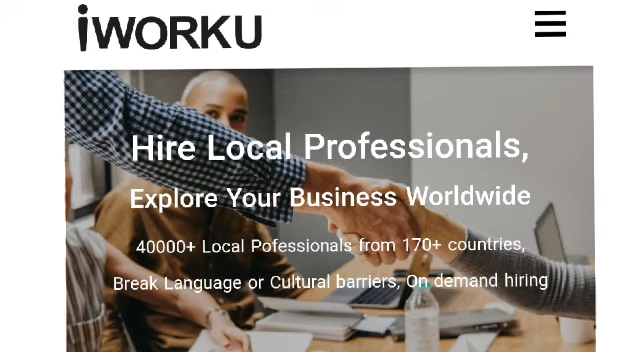 iWORKU
Hire Local Professionals,
Explore Your Business Worldwide
40000+ Local Pofessionals from 170+ countries,
Break Language or Cultural barriers, On demand hiring